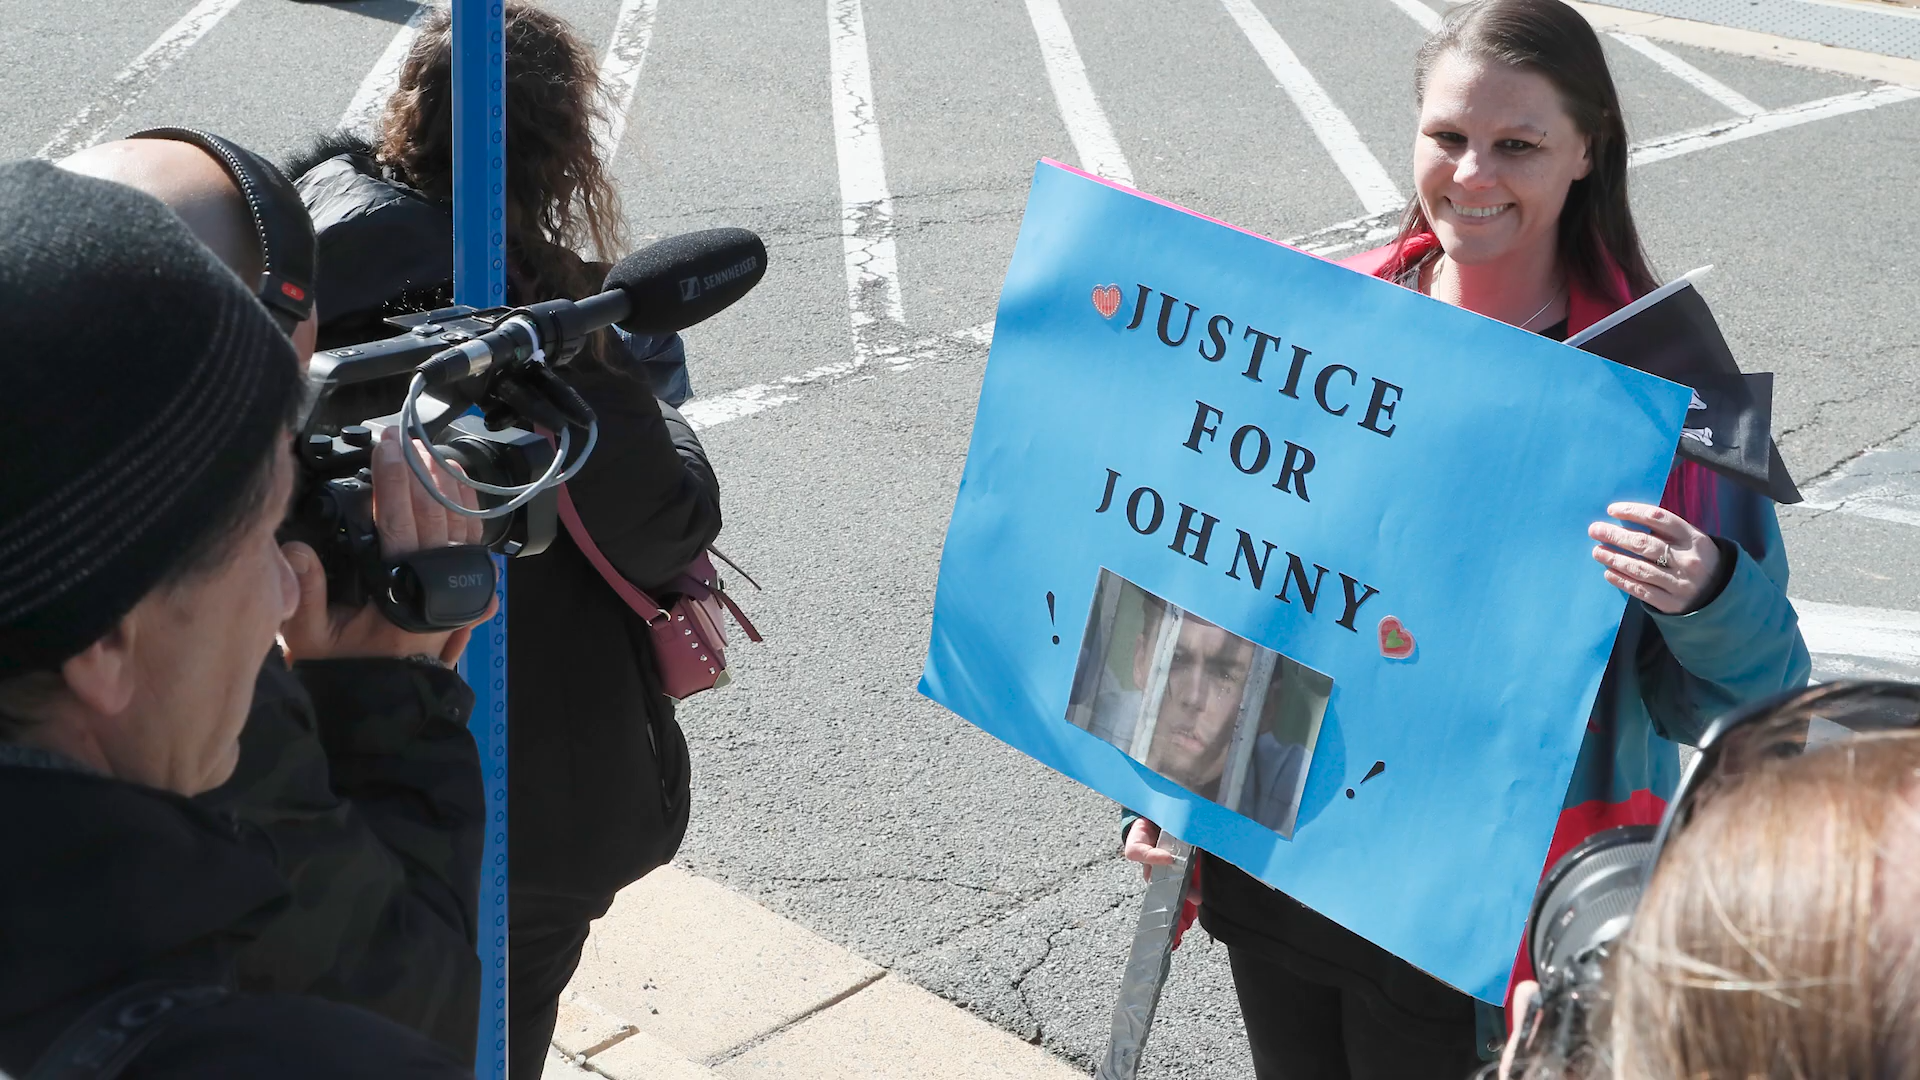 SENNHEISER
JUSTICE
FOR
JOHNNY
! !
SONY